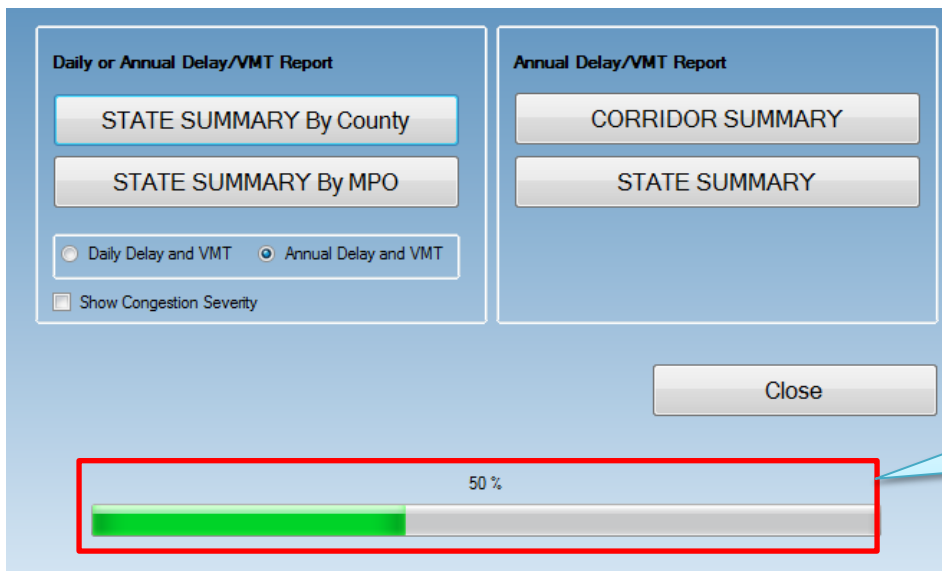 Daily or Annual Delay/VMT Report
STATE SUMMARY By County
STATE SUMMARY By MPO
Daily Delay and VMT
Annual Delay and VMT
Show Congestion Severity
Annual Delay/VMT Report
CORRIDOR SUMMARY
STATE SUMMARY
Close
50 %